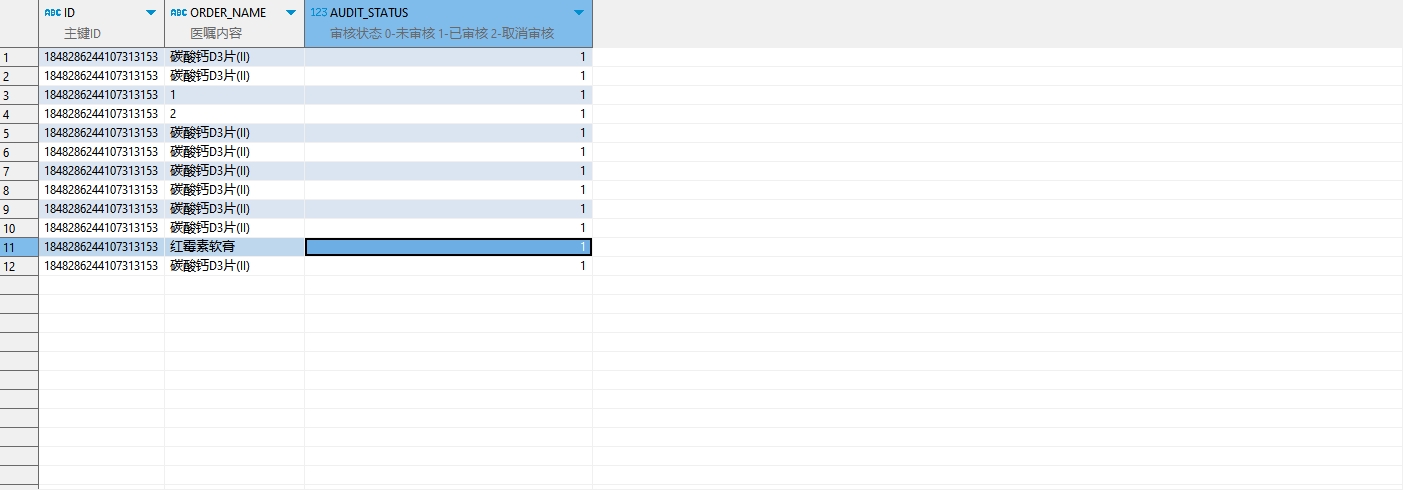 ABC ID ABC ORDER_NAME 123 AUDIT_STATUS
主键ID 医嘱内容 审核状态 0-未审核 1-已审核 2-取消审核
1 1848286244107313153 碳酸钙D3片(II) 1
2 1848286244107313153 碳酸钙D3片(II) 1
3 1848286244107313153 1 1
4 1848286244107313153 2 1
5 1848286244107313153 碳酸钙D3片(II) 1
6 1848286244107313153 碳酸钙D3片(II) 1
7 1848286244107313153 碳酸钙D3片(II) 1
8 1848286244107313153 碳酸钙D3片(II) 1
9 1848286244107313153 碳酸钙D3片(II) 1
10 1848286244107313153 碳酸钙D3片(II) 1
11 1848286244107313153 红霉素软膏 1
12 1848286244107313153 碳酸钙D3片(II) 1